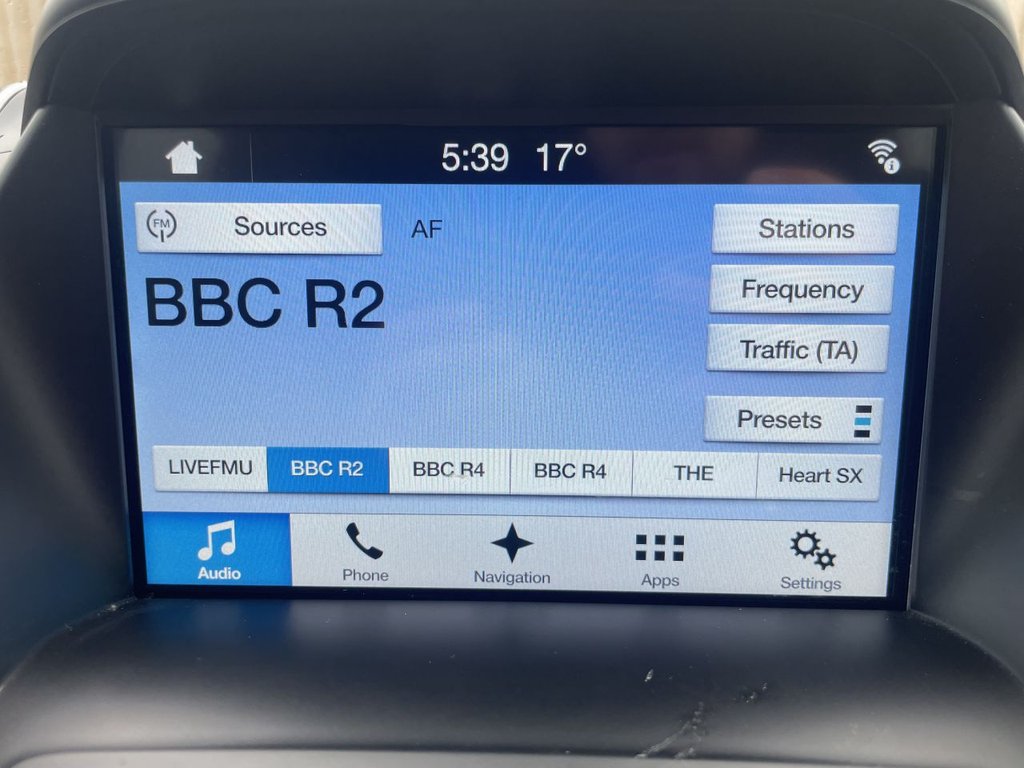 5:39 17°
FM Sources AF Stations
BBC R2
Frequency
Traffic (TA)
Presets
LIVEFMU BBC R2 BBC R4 BBC R4 THE Heart SX
Audio Phone Navigation Apps Settings